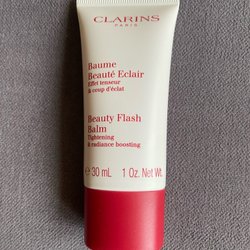 CLARINS
PARIS
Baume
Beauté Eclair
Effet tenseur
& coup d'éclat
Beauty Flash
Balm
Tightening
& radiance boosting
e 30 mL 1 Oz. Net Wt.